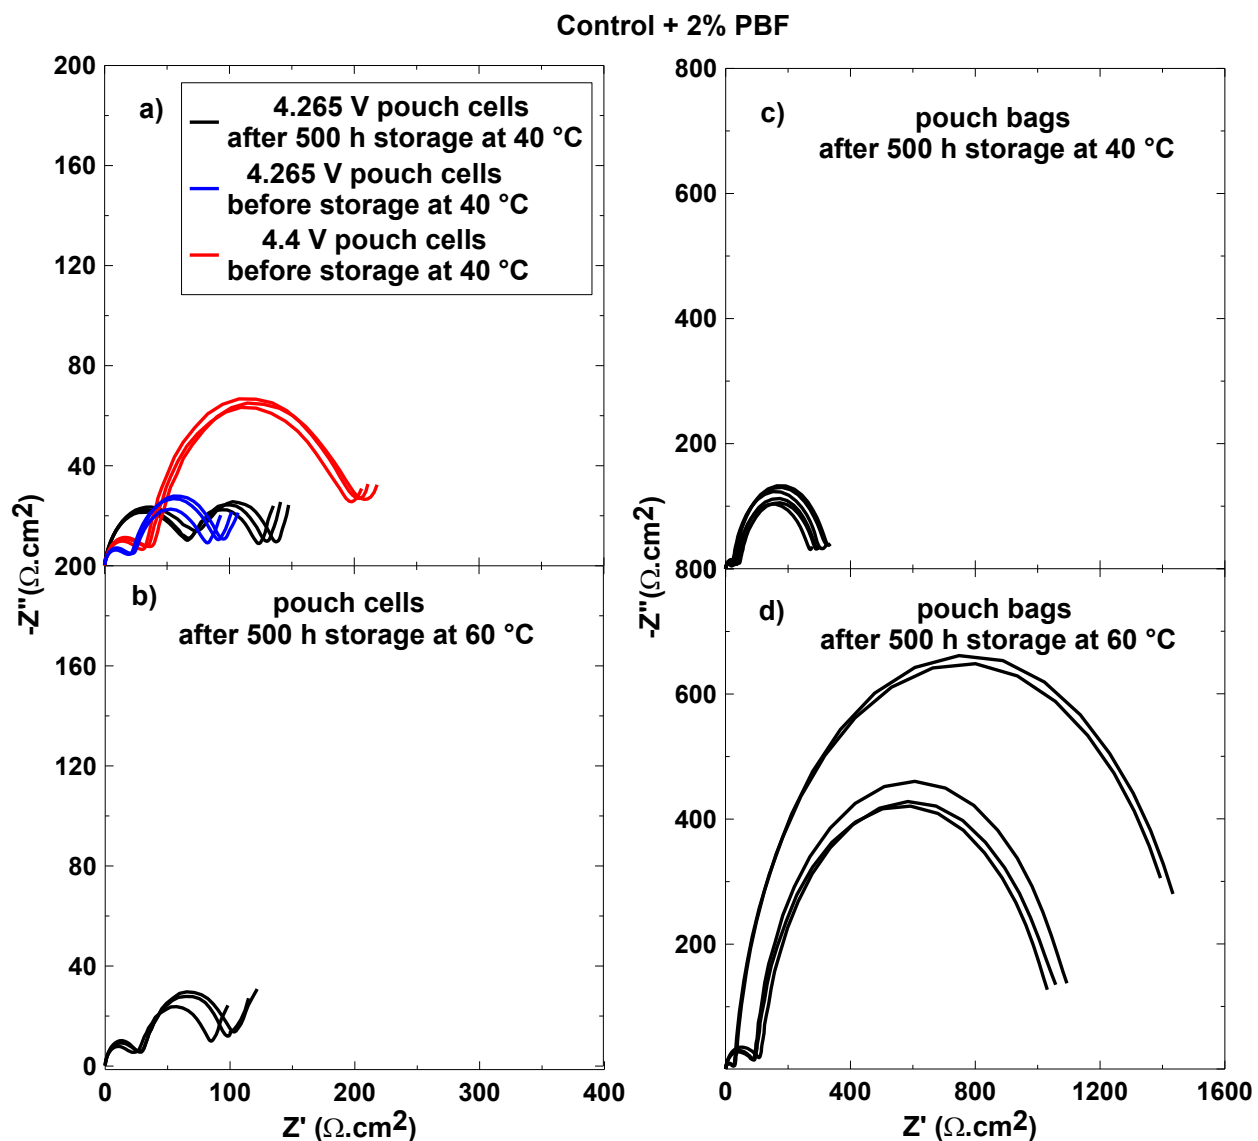 Control + 2% PBF
200
160
120
80
40
200
160
120
80
40
0
a)
4.265 V pouch cells
after 500 h storage at 40 °C
4.265 V pouch cells
before storage at 40 °C
4.4 V pouch cells
before storage at 40 °C
b)
pouch cells
after 500 h storage at 60 °C
-Z"(Ω.cm2)
0 100 200 300 400
Z' (Ω.cm2)
800
600
400
200
800
600
400
200
c)
pouch bags
after 500 h storage at 40 °C
d)
pouch bags
after 500 h storage at 60 °C
-Z"(Ω.cm2)
0 400 800 1200 1600
Z' (Ω.cm2)